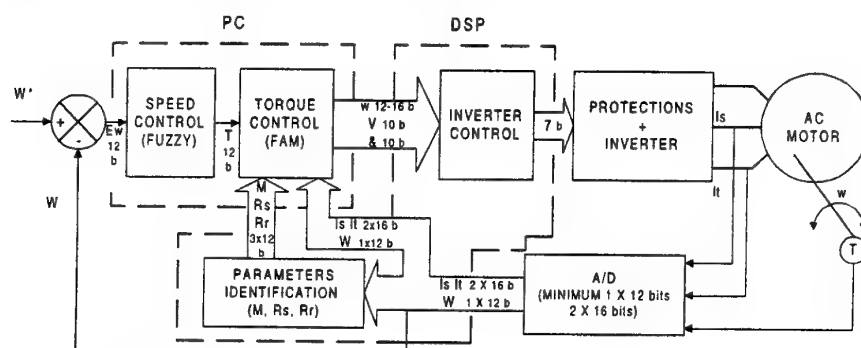 PC
DSP
W'
+
-
Ew
12
b
SPEED
CONTROL
(FUZZY)
T
12
b
TORQUE
CONTROL
(FAM)
w 12-16 b
V 10 b
& 10 b
INVERTER
CONTROL
7 b
PROTECTIONS
+
INVERTER
Is
It
AC
MOTOR
w
T
W
M
Rs
Rr
3x12
b
Is It 2x16 b
W 1x12 b
PARAMETERS
IDENTIFICATION
(M, Rs, Rr)
Is It 2 X 16 b
W 1 X 12 b
A/D
(MINIMUM 1 X 12 bits
2 X 16 bits)